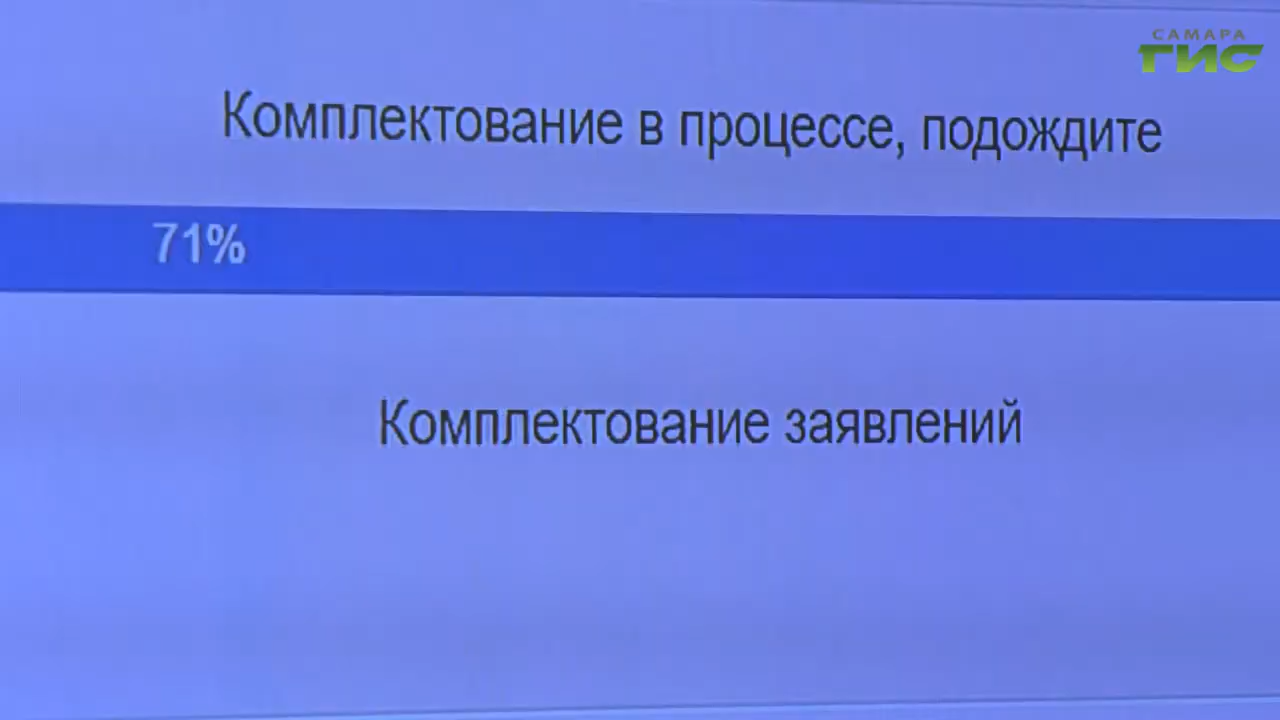 САМАРА
ГИС
Комплектование в процессе, подождите
71%
Комплектование заявлений